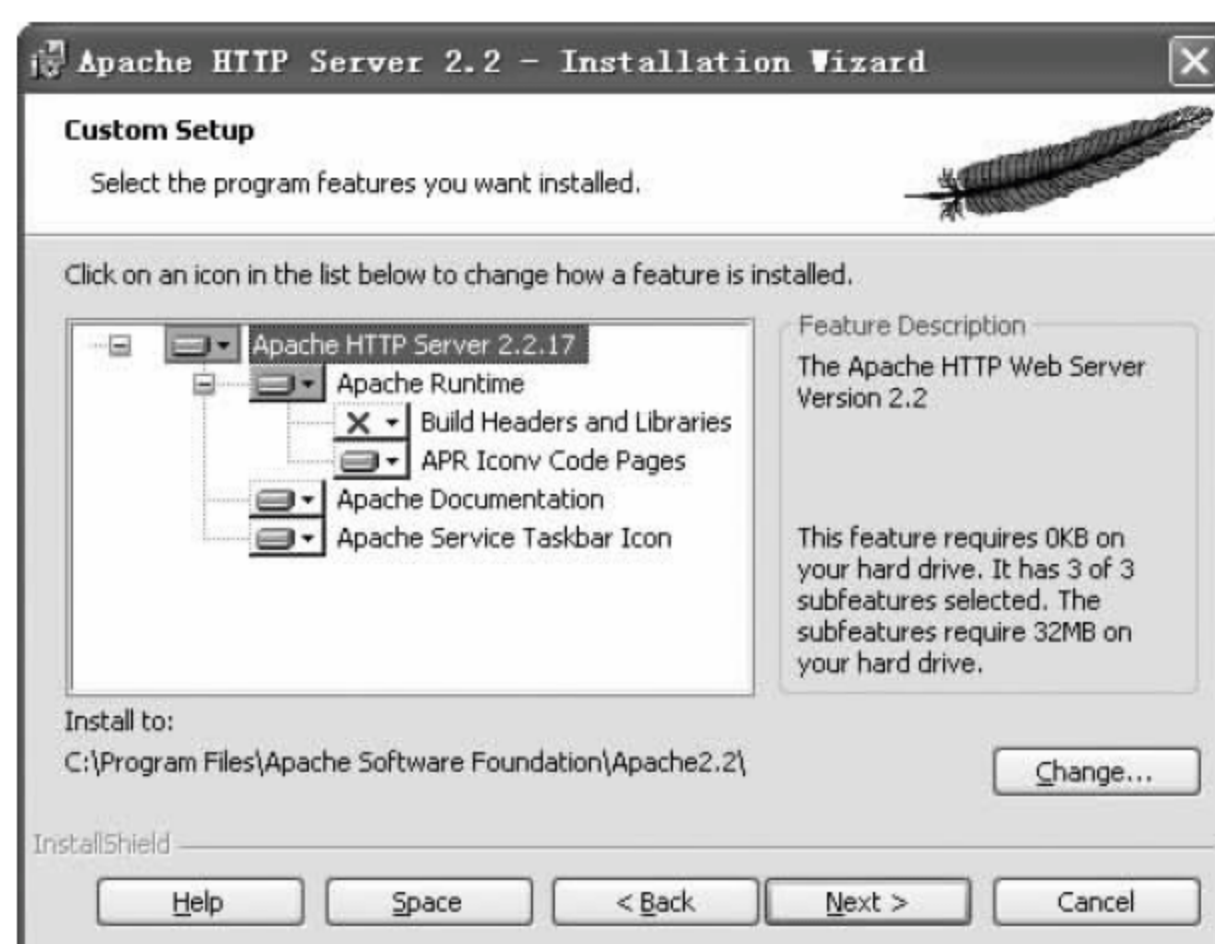 Apache HTTP Server 2.2 - Installation Wizard
Custom Setup
Select the program features you want installed.
Click on an icon in the list below to change how a feature is installed.
Apache HTTP Server 2.2.17
Apache Runtime
Build Headers and Libraries
APR Iconv Code Pages
Apache Documentation
Apache Service Taskbar Icon
Feature Description
The Apache HTTP Web Server
Version 2.2
This feature requires 0KB on
your hard drive. It has 3 of 3
subfeatures selected. The
subfeatures require 32MB on
your hard drive.
Install to:
C:\Program Files\Apache Software Foundation\Apache2.2\
Change...
InstallShield
Help
Space
< Back
Next >
Cancel